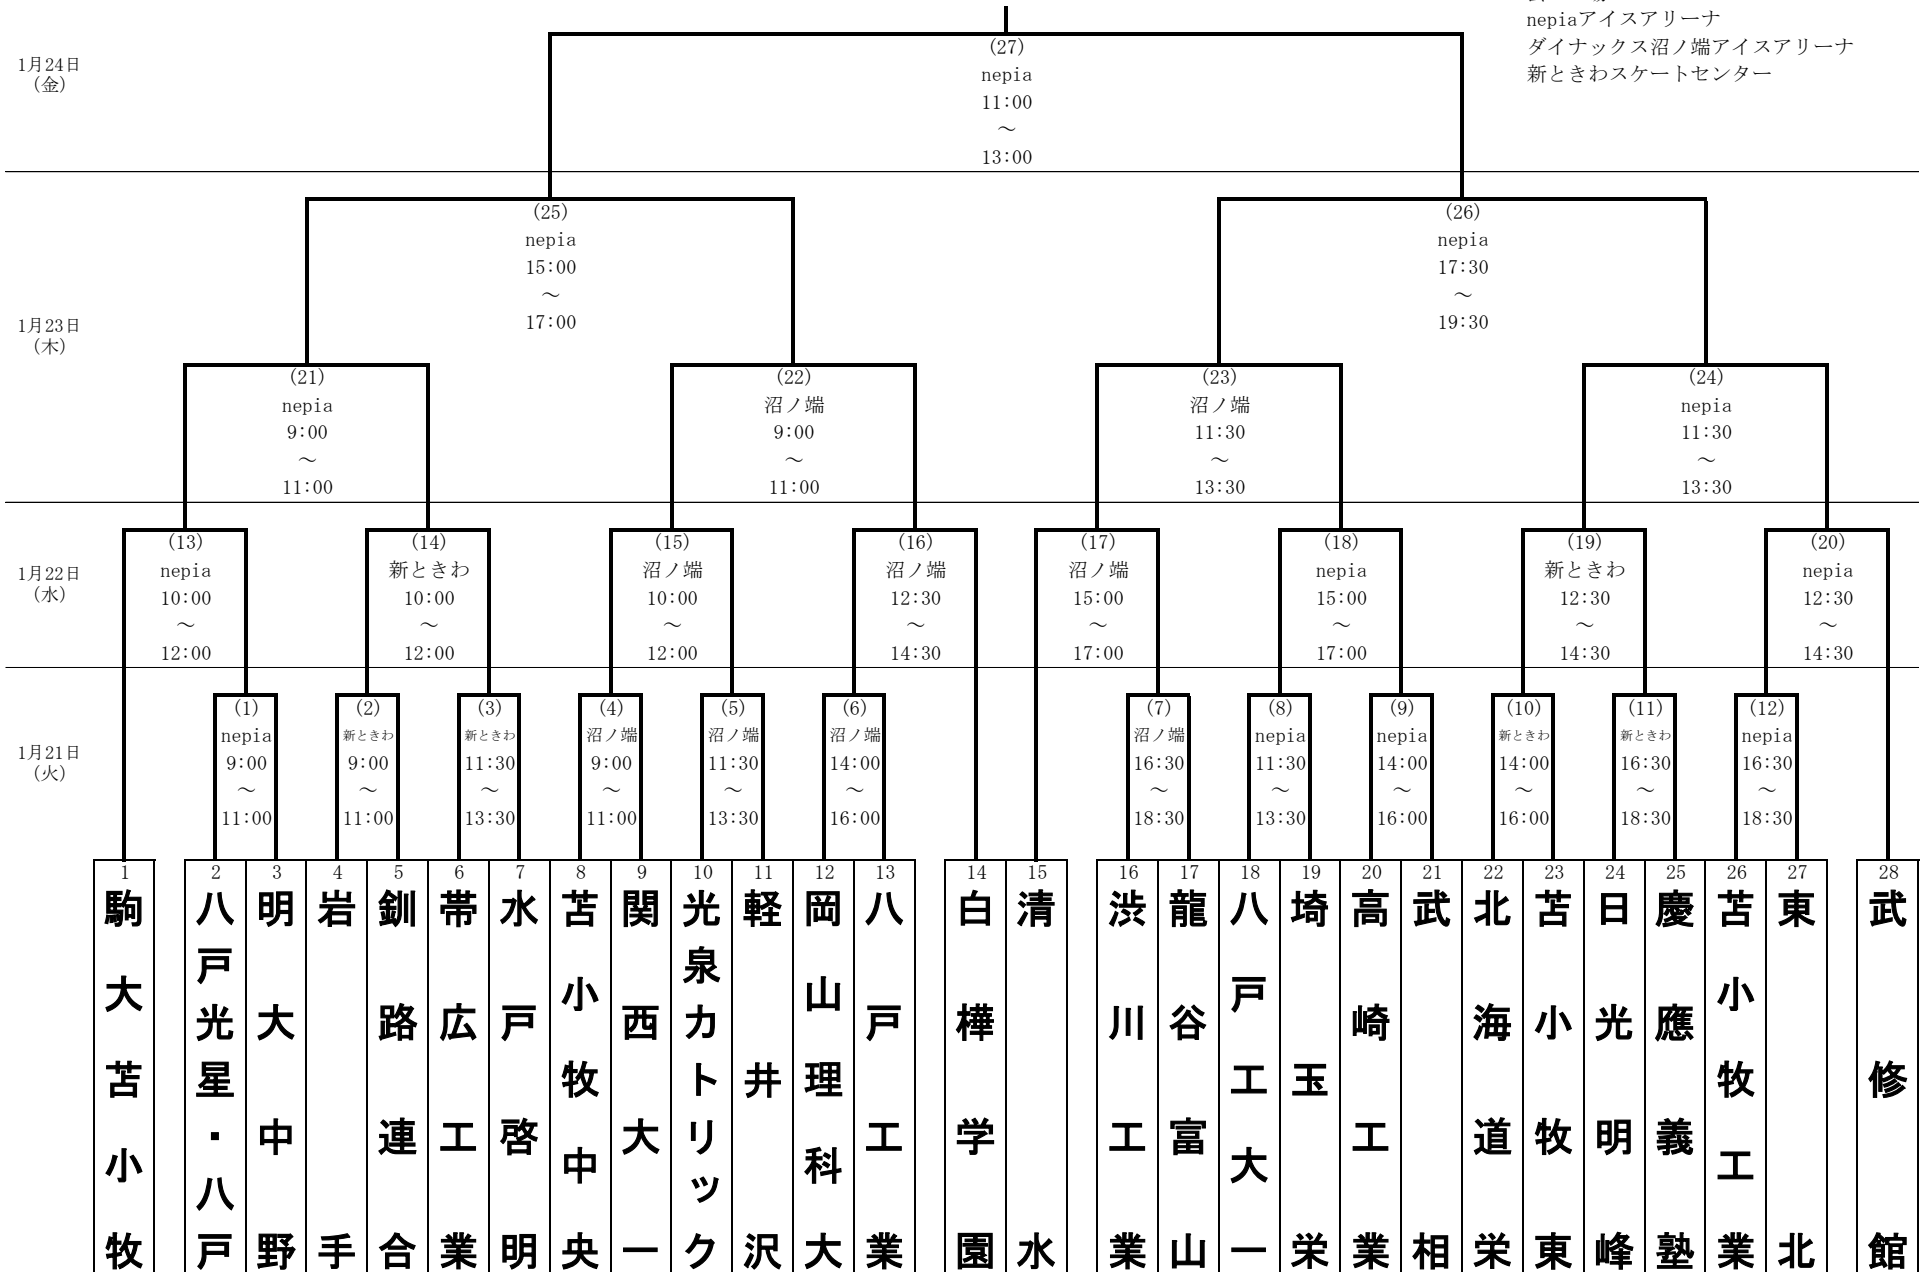 nepiaアイスアリーナ
ダイナックス沼ノ端アイスアリーナ
新ときわスケートセンター
1月24日
(金)
(27)
nepia
11:00
～
13:00
1月23日
(木)
(25)
nepia
15:00
～
17:00
(26)
nepia
17:30
～
19:30
(21)
nepia
9:00
～
11:00
(22)
沼ノ端
9:00
～
11:00
(23)
沼ノ端
11:30
～
13:30
(24)
nepia
11:30
～
13:30
1月22日
(水)
(13)
nepia
10:00
～
12:00
(14)
新ときわ
10:00
～
12:00
(15)
沼ノ端
10:00
～
12:00
(16)
沼ノ端
12:30
～
14:30
(17)
沼ノ端
15:00
～
17:00
(18)
nepia
15:00
～
17:00
(19)
新ときわ
12:30
～
14:30
(20)
nepia
12:30
～
14:30
1月21日
(火)
(1)
nepia
9:00
～
11:00
(2)
新ときわ
9:00
～
11:00
(3)
新ときわ
11:30
～
13:30
(4)
沼ノ端
9:00
～
11:00
(5)
沼ノ端
11:30
～
13:30
(6)
沼ノ端
14:00
～
16:00
(7)
沼ノ端
16:30
～
18:30
(8)
nepia
11:30
～
13:30
(9)
nepia
14:00
～
16:00
(10)
新ときわ
14:00
～
16:00
(11)
新ときわ
16:30
～
18:30
(12)
nepia
16:30
～
18:30
1
駒大苫小牧
2
八戸光星・八戸
3
明大中野
4
岩手
5
釧路連合
6
帯広工業
7
水戸啓明
8
苫小牧中央
9
関西大一
10
光泉カトリック
11
軽井沢
12
岡山理科大
13
八戸工業
14
白樺学園
15
清水
16
渋川工業
17
龍谷富山
18
八戸工大一
19
埼玉栄
20
高崎工業
21
武相
22
北海道栄
23
苫小牧東
24
日光明峰
25
慶應義塾
26
苫小牧工業
27
東北
28
武修館